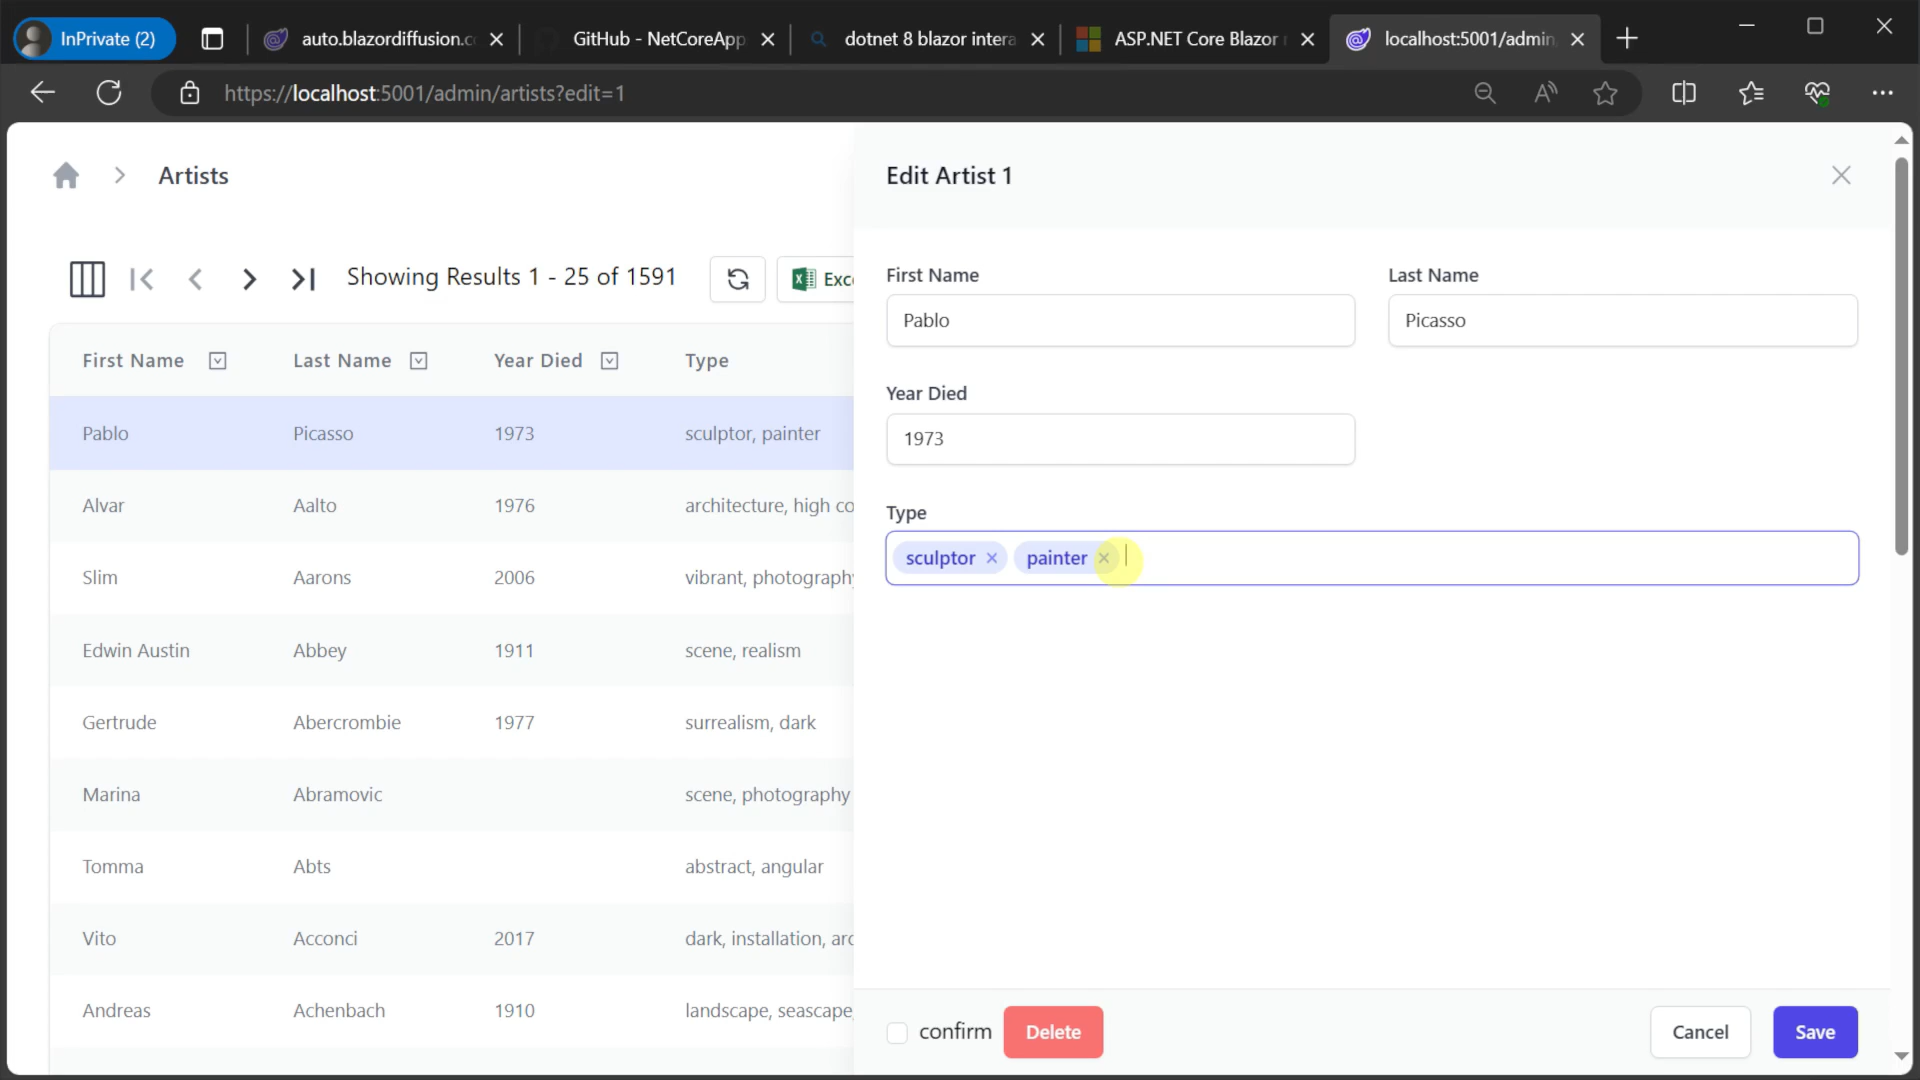 InPrivate (2)
auto.blazordiffusion.c
GitHub - NetCoreApp
dotnet 8 blazor intera
ASP.NET Core Blazor
localhost:5001/admin
https://localhost:5001/admin/artists?edit=1
Artists
Showing Results 1 - 25 of 1591
Exc
First Name Last Name Year Died Type
Pablo Picasso 1973 sculptor, painter
Alvar Aalto 1976 architecture, high co
Slim Aarons 2006 vibrant, photography
Edwin Austin Abbey 1911 scene, realism
Gertrude Abercrombie 1977 surrealism, dark
Marina Abramovic scene, photography
Tomma Abts abstract, angular
Vito Acconci 2017 dark, installation, arc
Andreas Achenbach 1910 landscape, seascape,
Edit Artist 1
First Name Last Name
Pablo Picasso
Year Died
1973
Type
sculptor painter
confirm Delete Cancel Save